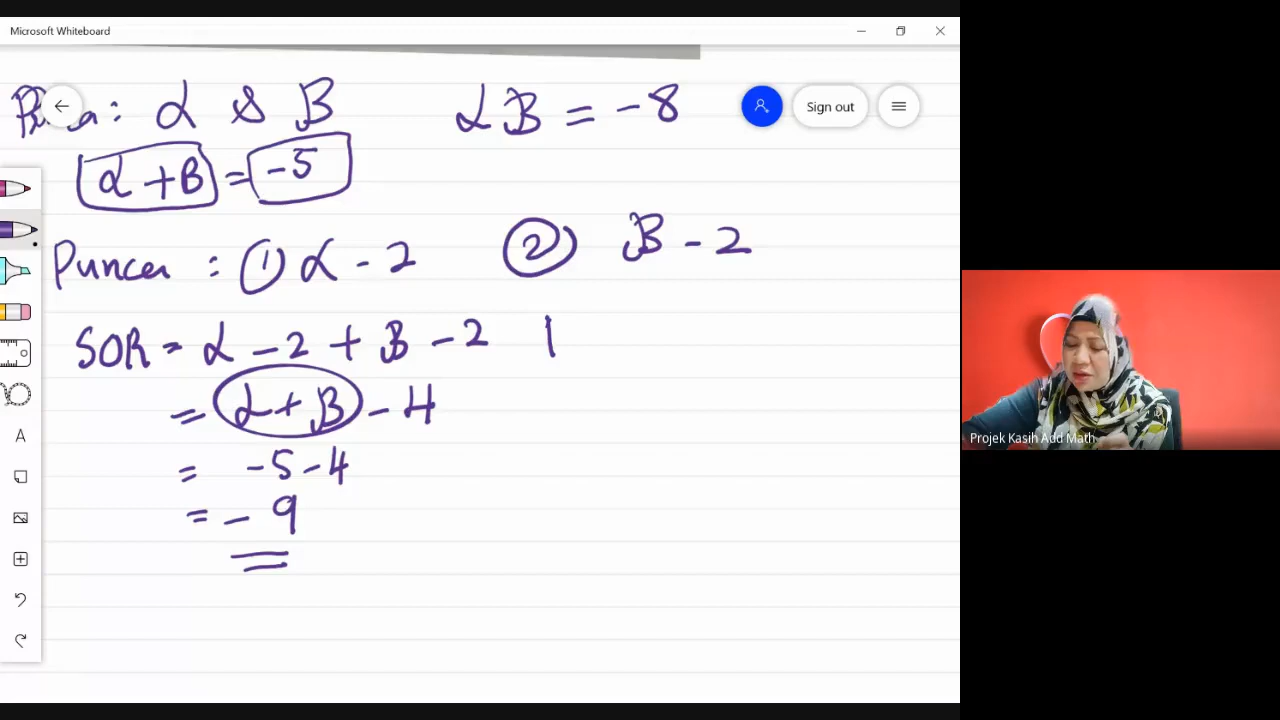 Microsoft Whiteboard
α & β αβ = -8
α + β = -5
Sign out
Punca : ① α - 2 ② β - 2
SOR = α - 2 + β - 2
= α + β - 4
= -5 - 4
= - 9
Projek Kasih Add Math